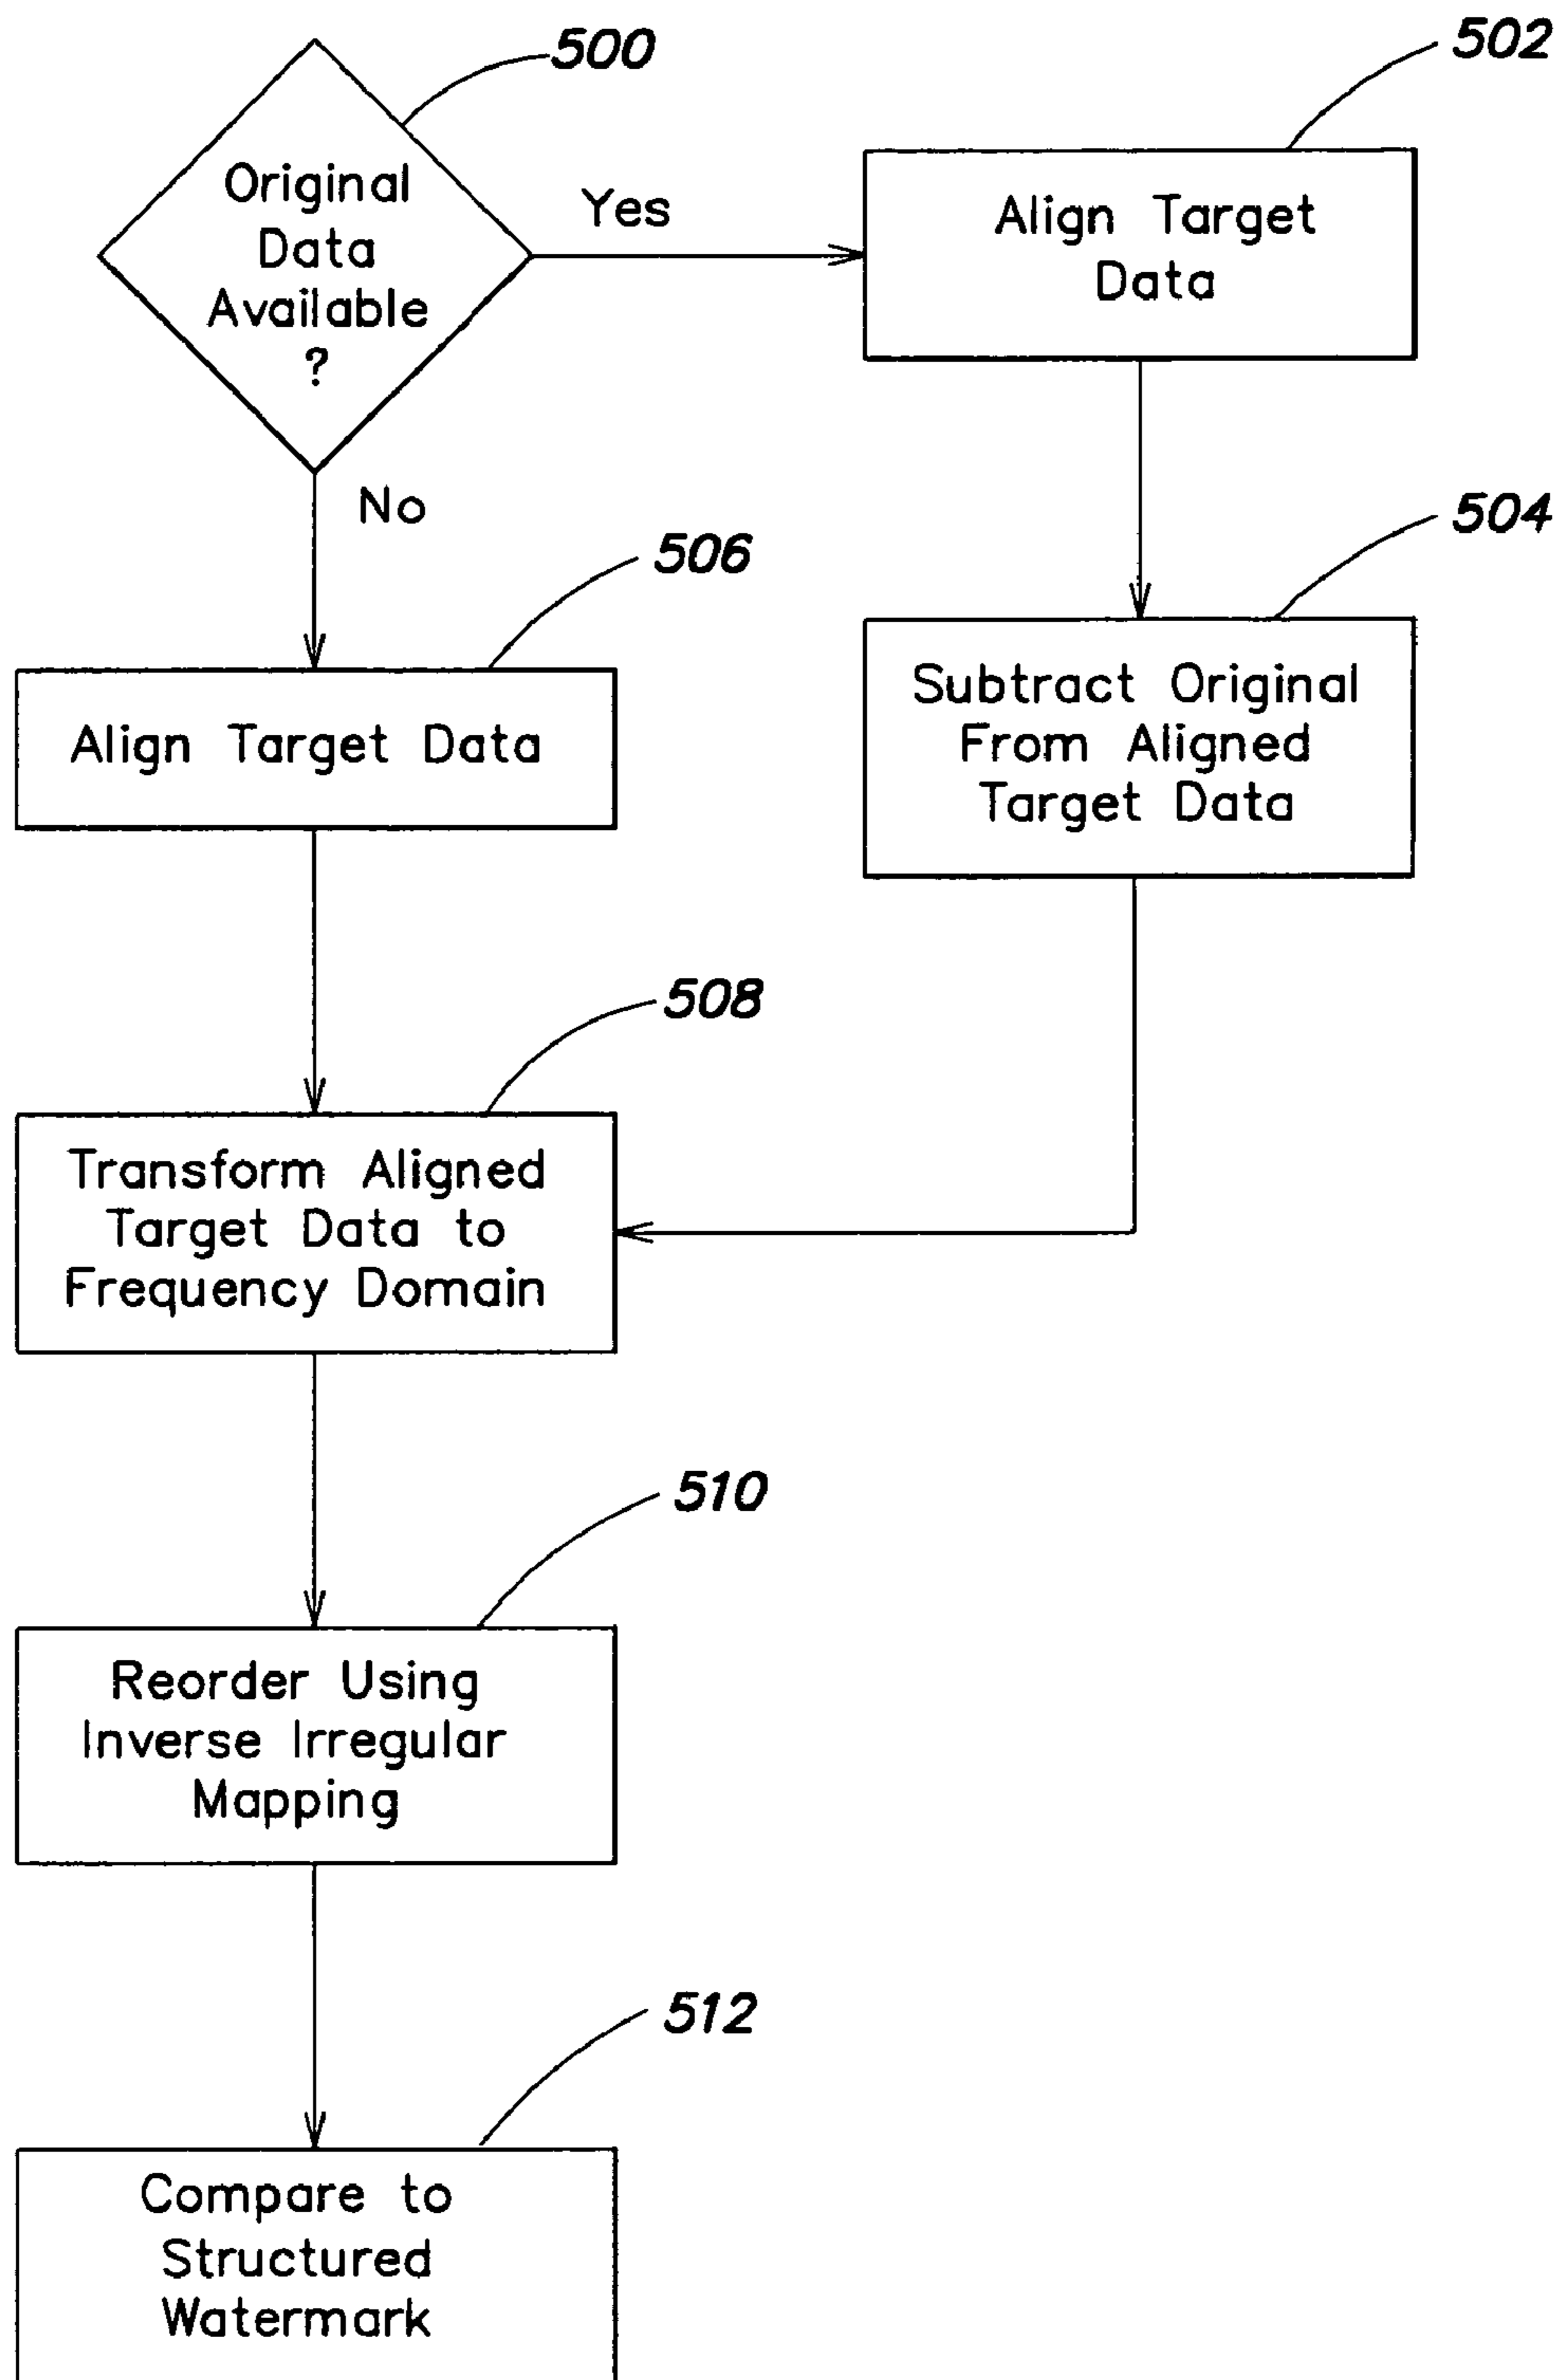 500
Original
Data
Available
?
Yes
502
Align Target
Data
No
504
Subtract Original
From Aligned
Target Data
506
Align Target Data
508
Transform Aligned
Target Data to
Frequency Domain
510
Reorder Using
Inverse Irregular
Mapping
512
Compare to
Structured
Watermark